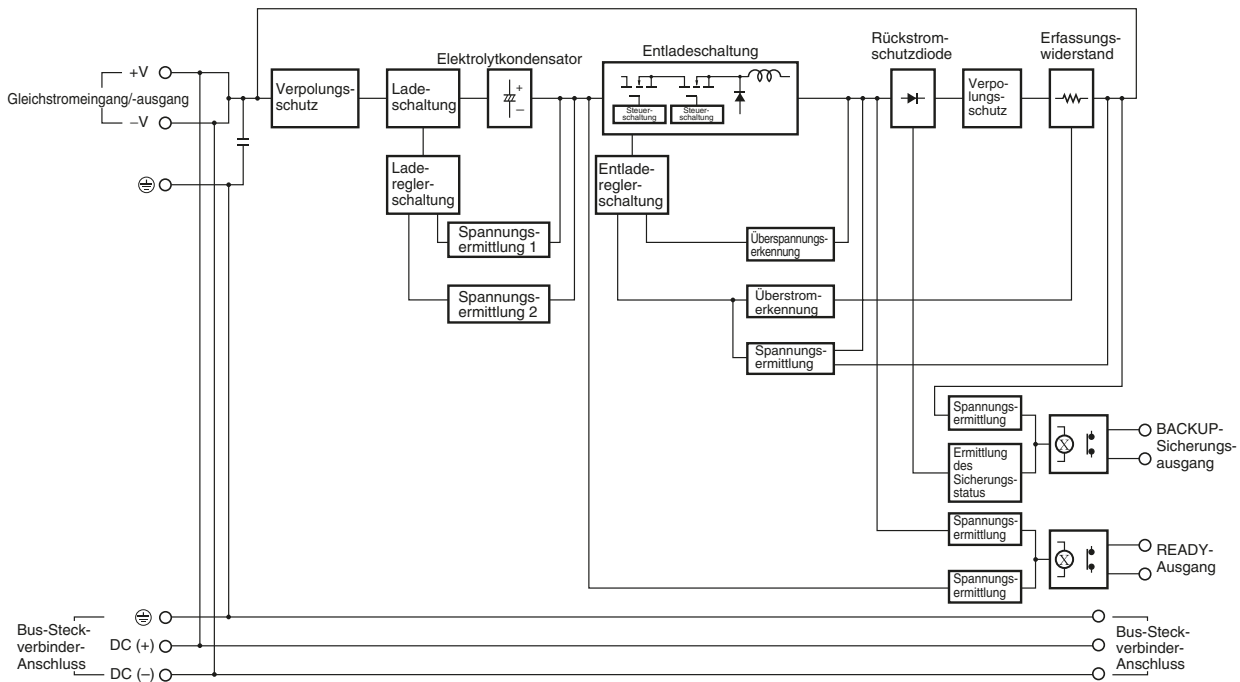 Elektrolytkondensator
Entladeschaltung
Rückstrom-
schutzdiode
Erfassungs-
widerstand
+V
Gleichstromeingang/-ausgang
–V
Verpolungs-
schutz
Lade-
schaltung
+
–
Steuer-
schaltung
Steuer-
schaltung
Verpo-
lungs-
schutz
Lade-
regler-
schaltung
Entlade-
regler-
schaltung
Spannungs-
ermittlung 1
Überspannungs-
erkennung
Spannungs-
ermittlung 2
Überstrom-
erkennung
Spannungs-
ermittlung
Spannungs-
ermittlung
Ermittlung
des
Sicherungs-
status
X
BACKUP-
Sicherungs-
ausgang
Spannungs-
ermittlung
Spannungs-
ermittlung
X
READY-
Ausgang
Bus-Steck-
verbinder-
Anschluss
DC (+)
DC (–)
Bus-Steck-
verbinder-
Anschluss